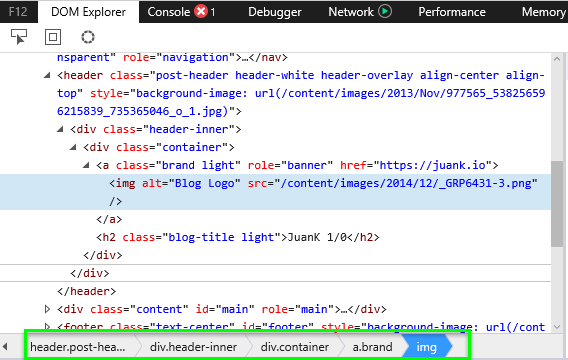 F12 DOM Explorer Console 1 Debugger Network Performance Memory
nsparent" role="navigation">…</nav>
<header class="post-header header-white header-overlay align-center align-
top" style="background-image: url(/content/images/2013/Nov/977565_53825659
6215839_735365046_o_1.jpg)">
<div class="header-inner">
<div class="container">
<a class="brand light" role="banner" href="https://juank.io">
<img alt="Blog Logo" src="/content/images/2014/12/_GRP6431-3.png"
/>
</a>
<h2 class="blog-title light">JuanK 1/0</h2>
</div>
</div>
</header>
<div class="content" id="main" role="main">…</div>
<footer class="text-center" id="footer" style="background-image: url(/cont
header.post-hea... div.header-inner div.container a.brand img